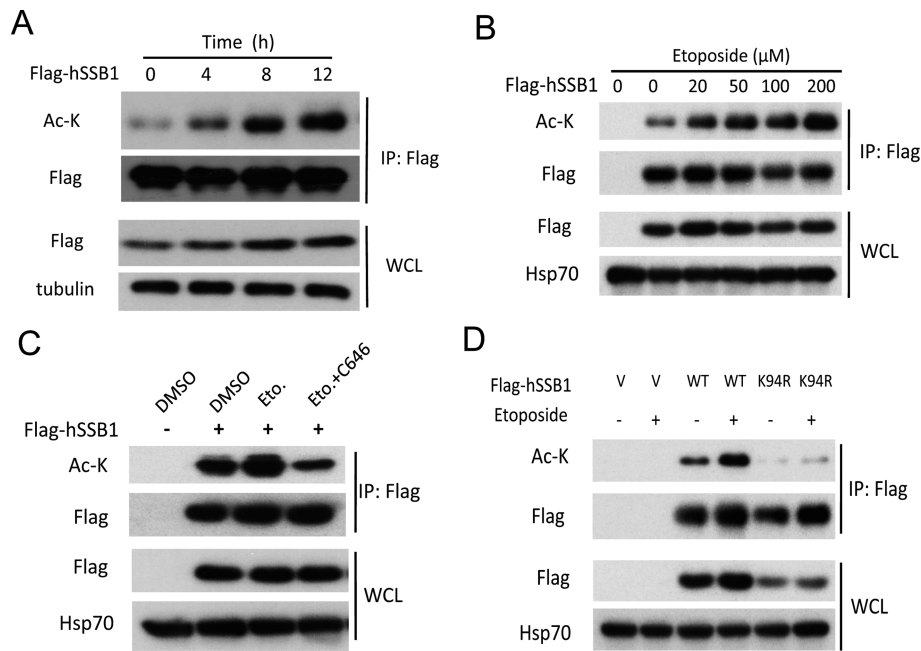 A
Time (h)
Flag-hSSB1 0 4 8 12
Ac-K
Flag
IP: Flag
Flag
tubulin
WCL
B
Etoposide (μM)
Flag-hSSB1 0 0 20 50 100 200
Ac-K
Flag
IP: Flag
Flag
Hsp70
WCL
C
DMSO DMSO Eto. Eto.+C646
Flag-hSSB1 - + + +
Ac-K
Flag
IP: Flag
Flag
Hsp70
WCL
D
Flag-hSSB1 V V WT WT K94R K94R
Etoposide - + - + - +
Ac-K
Flag
IP: Flag
Flag
Hsp70
WCL